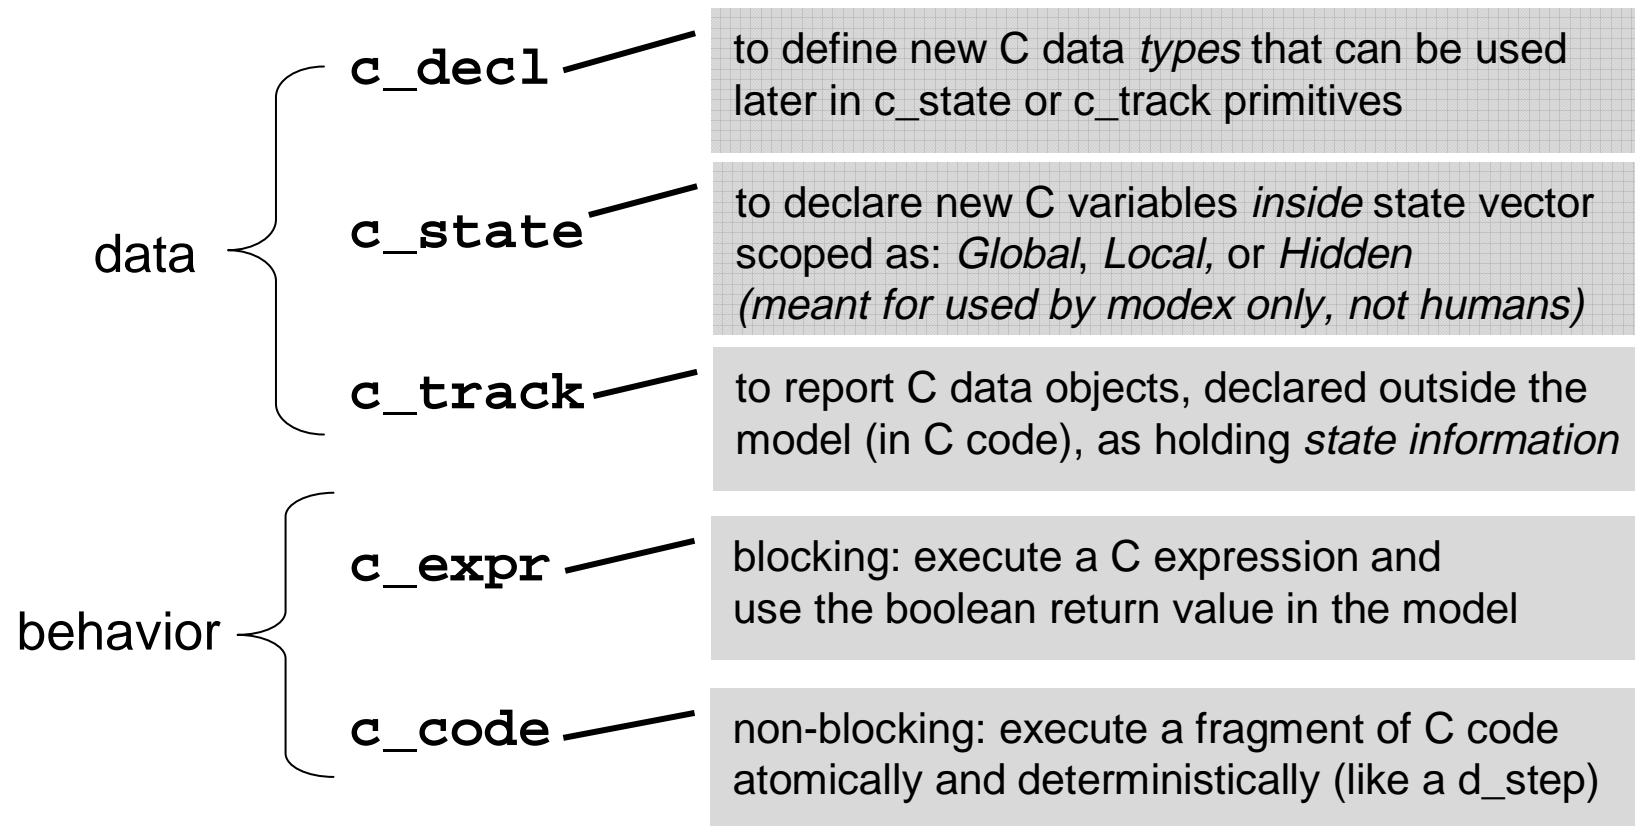 data
c_decl
to define new C data types that can be used
later in c_state or c_track primitives
c_state
to declare new C variables inside state vector
scoped as: Global, Local, or Hidden
(meant for used by modex only, not humans)
c_track
to report C data objects, declared outside the
model (in C code), as holding state information
behavior
c_expr
blocking: execute a C expression and
use the boolean return value in the model
c_code
non-blocking: execute a fragment of C code
atomically and deterministically (like a d_step)